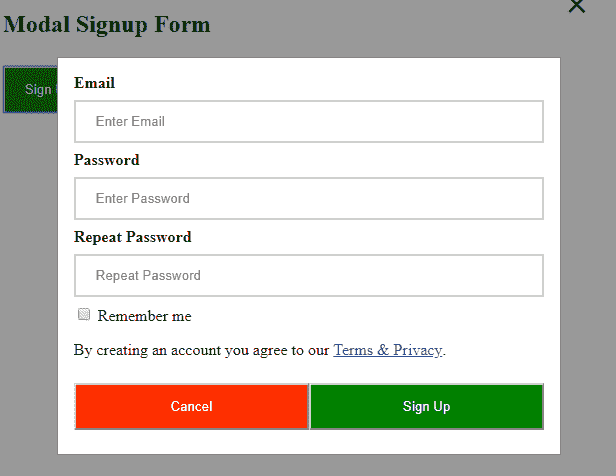 ×
Modal Signup Form
Sign
Email
Enter Email
Password
Enter Password
Repeat Password
Repeat Password
Remember me
By creating an account you agree to our Terms & Privacy.
Cancel
Sign Up